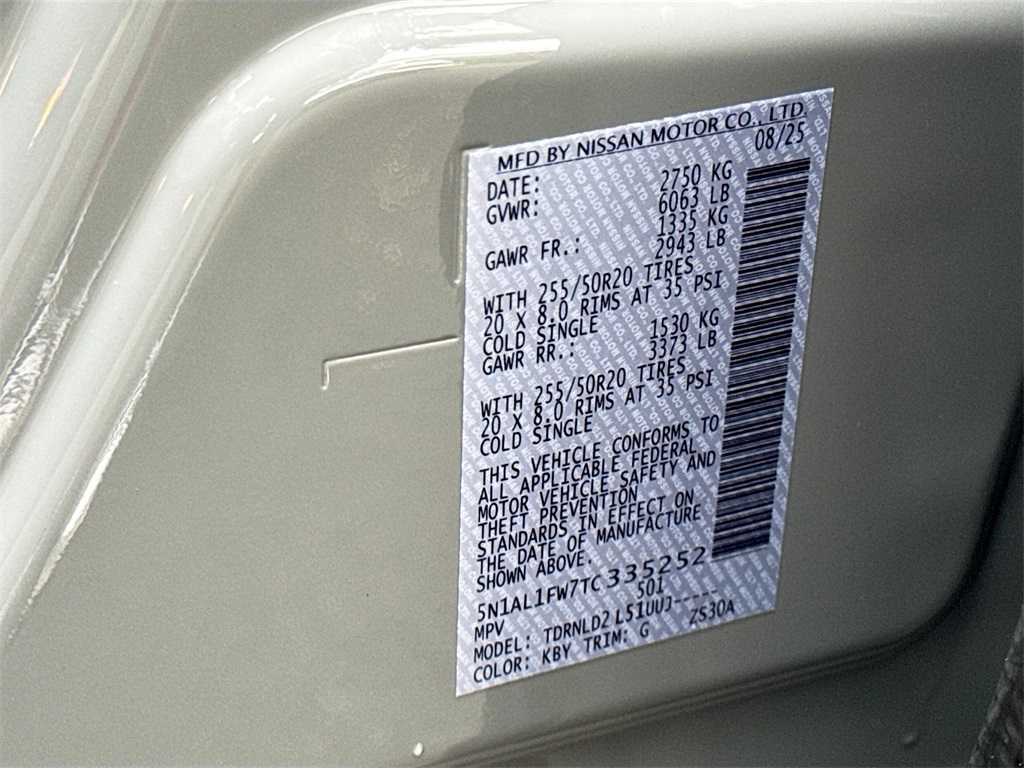 MFD BY NISSAN MOTOR CO., LTD.
DATE: 08/25
GVWR: 2750 KG
6063 LB
GAWR FR.: 1335 KG
2943 LB
WITH 255/50R20 TIRES
20 X 8.0 RIMS AT 35 PSI
COLD SINGLE
GAWR RR.: 1530 KG
3373 LB
WITH 255/50R20 TIRES
20 X 8.0 RIMS AT 35 PSI
COLD SINGLE
THIS VEHICLE CONFORMS TO
ALL APPLICABLE FEDERAL
MOTOR VEHICLE SAFETY AND
THEFT PREVENTION
STANDARDS IN EFFECT ON
THE DATE OF MANUFACTURE
SHOWN ABOVE.
5N1AL1FW7TC335252
MPV 501
MODEL: TDRNLD2 L51UUJ-----
COLOR: KBY TRIM: G ZS30A